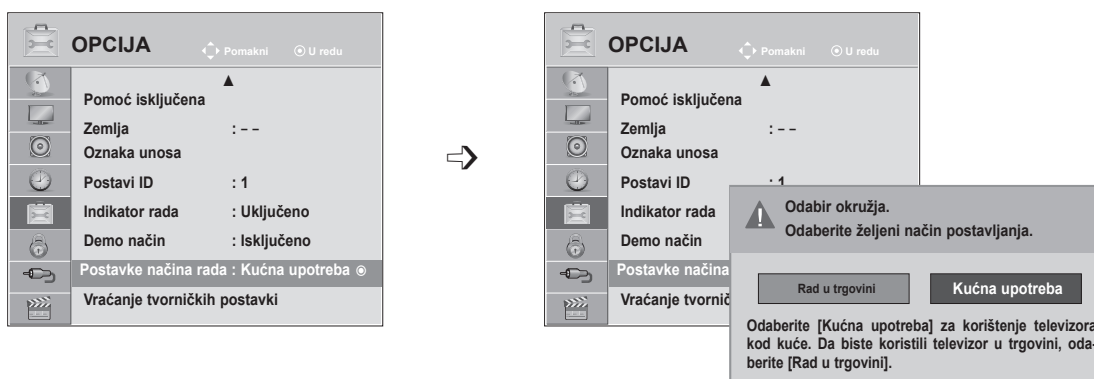 OPCIJA Pomakni U redu
▲
Pomoć isključena
Zemlja : – –
Oznaka unosa
Postavi ID : 1
Indikator rada : Uključeno
Demo način : Isključeno
Postavke načina rada : Kućna upotreba
Vraćanje tvorničkih postavki
OPCIJA Pomakni U redu
▲
Pomoć isključena
Zemlja : – –
Oznaka unosa
Postavi ID : 1
Indikator rada
Demo način
Postavke načina
Vraćanje tvornič
Odabir okružja.
Odaberite željeni način postavljanja.
Rad u trgovini Kućna upotreba
Odaberite [Kućna upotreba] za korištenje televizora
kod kuće. Da biste koristili televizor u trgovini, oda-
berite [Rad u trgovini].